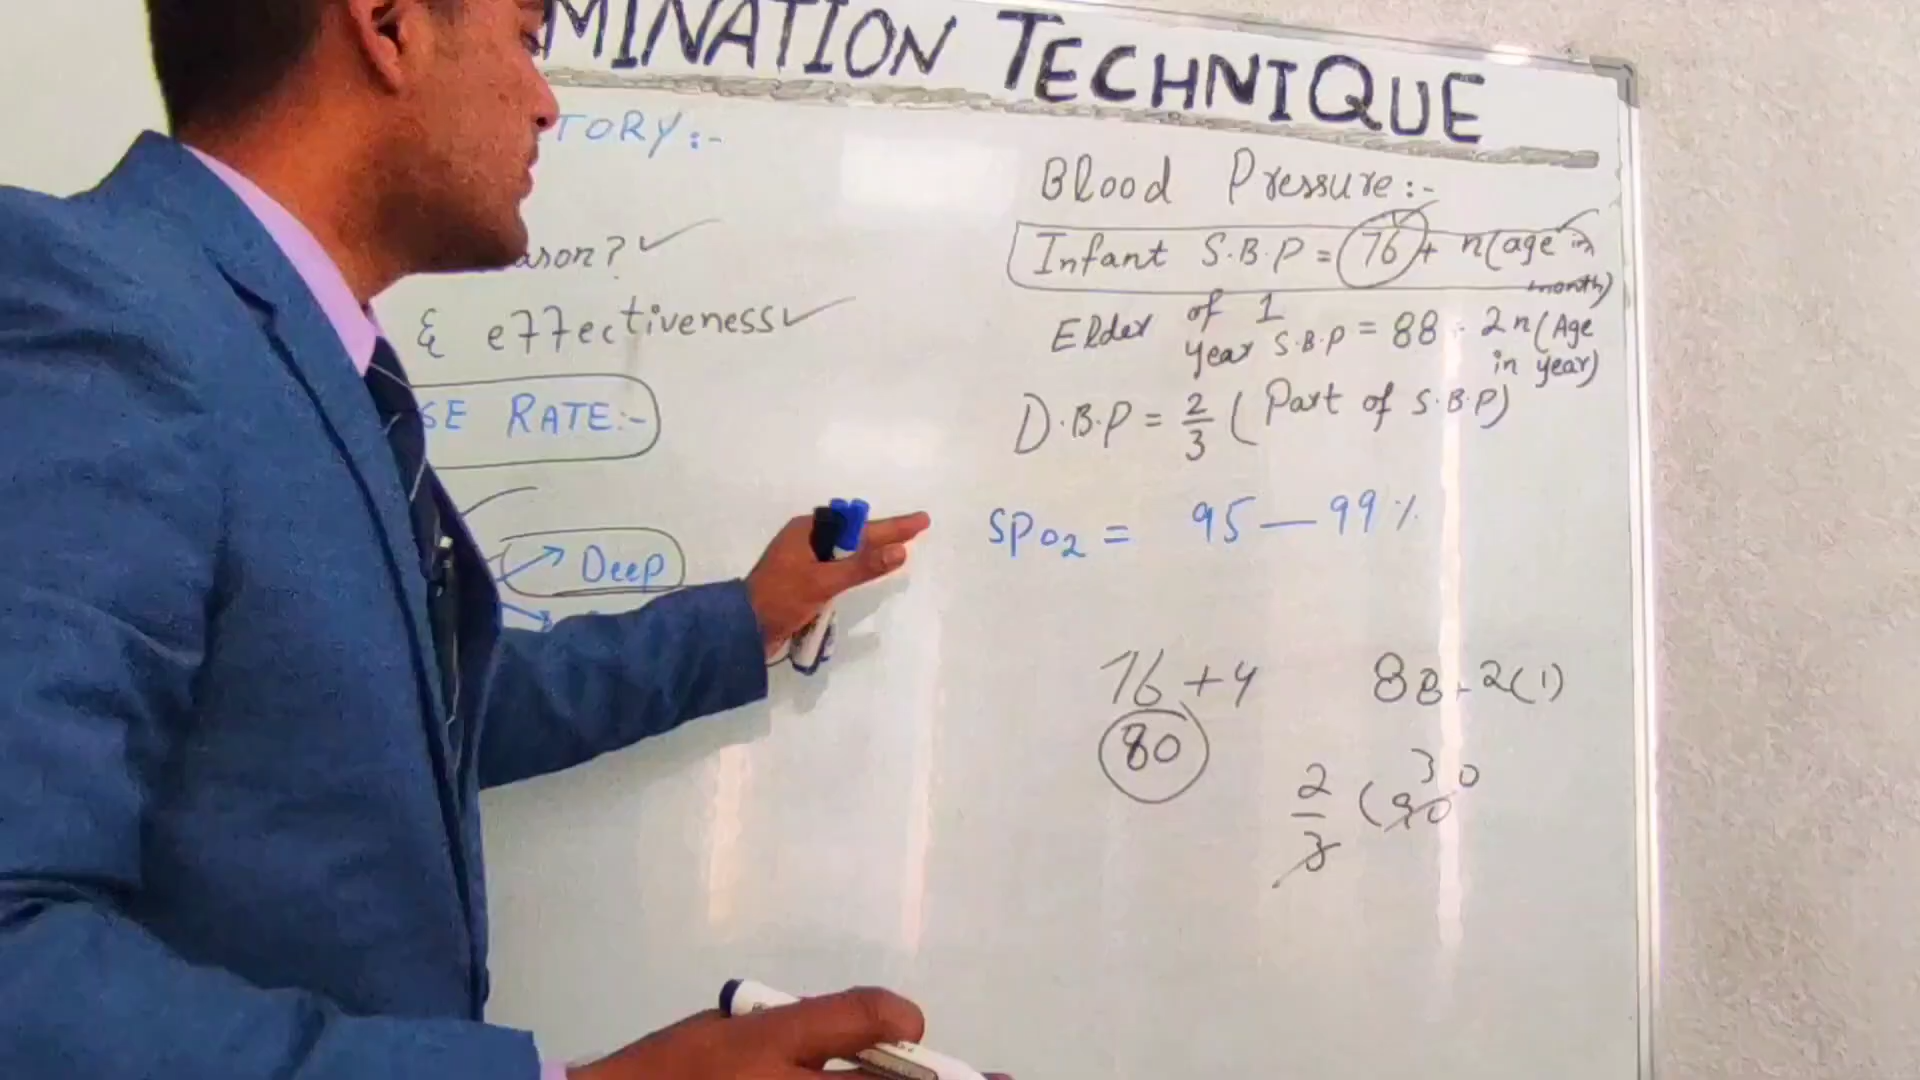 MINATION TECHNIQUE
TORY:-
ason? ✓
& effectiveness ✓
SE RATE:-
Deep
Blood Pressure:-
Infant S.B.P = 76 + n(age in month)
Elder of 1 year S.B.P = 88 - 2n(Age in year)
D.B.P = 2/3 (Part of S.B.P)
SPO2 = 95 — 99%
76 + 4
80
88 - 2(1)
30
2/3 (90